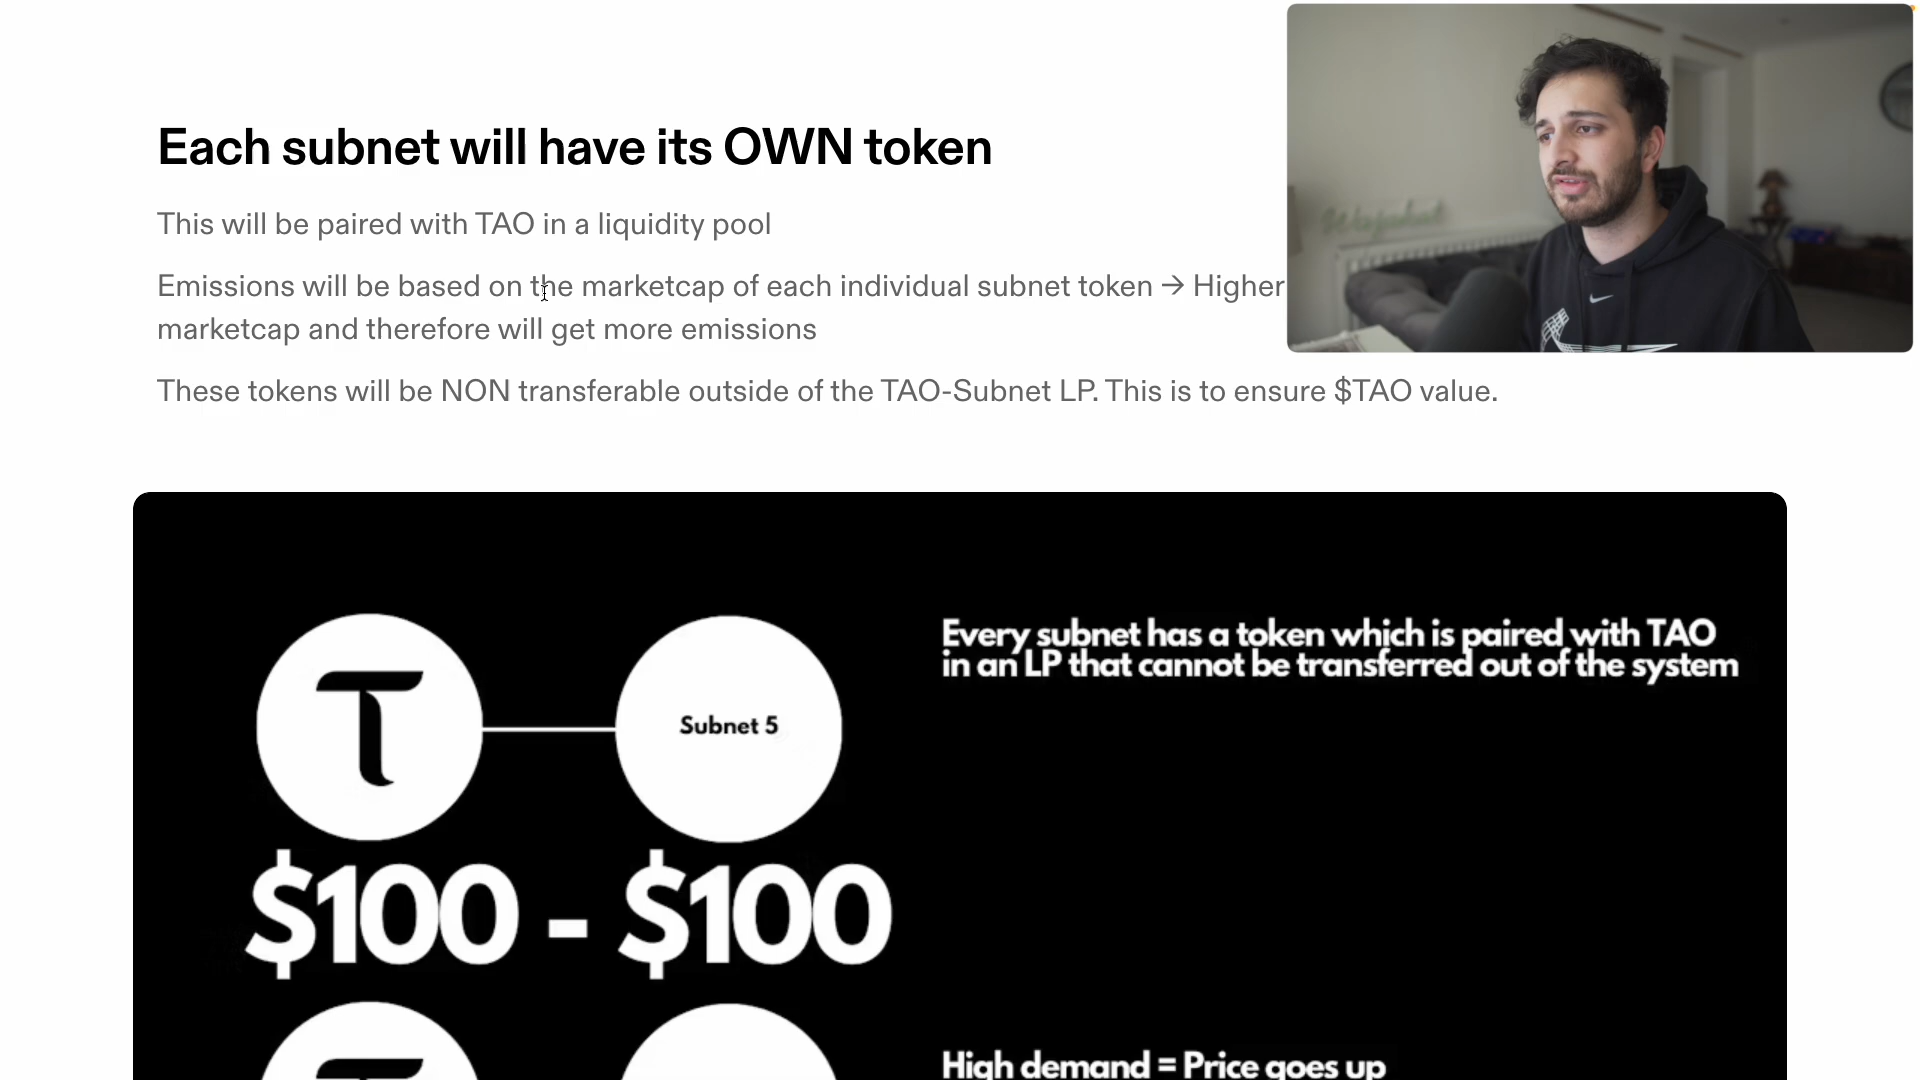 Each subnet will have its OWN token
This will be paired with TAO in a liquidity pool
Emissions will be based on the marketcap of each individual subnet token → Higher
marketcap and therefore will get more emissions
These tokens will be NON transferable outside of the TAO-Subnet LP. This is to ensure $TAO value.
Every subnet has a token which is paired with TAO
in an LP that cannot be transferred out of the system
Subnet 5
$100 - $100
High demand = Price goes up